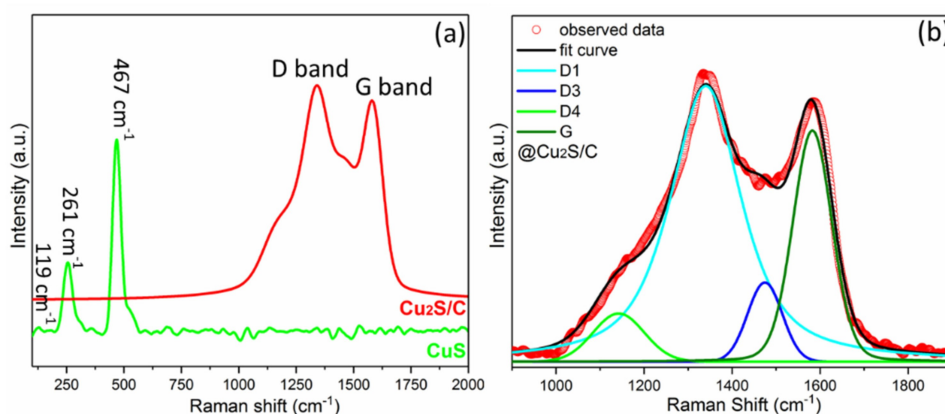 (a)
D band
G band
467 cm-1
261 cm-1
119 cm-1
Intensity (a.u.)
Cu₂S/C
CuS
250 500 750 1000 1250 1500 1750 2000
Raman shift (cm-1)
(b)
observed data
fit curve
D1
D3
D4
G
@Cu₂S/C
Intensity (a.u.)
1000 1200 1400 1600 1800
Raman Shift (cm-1)